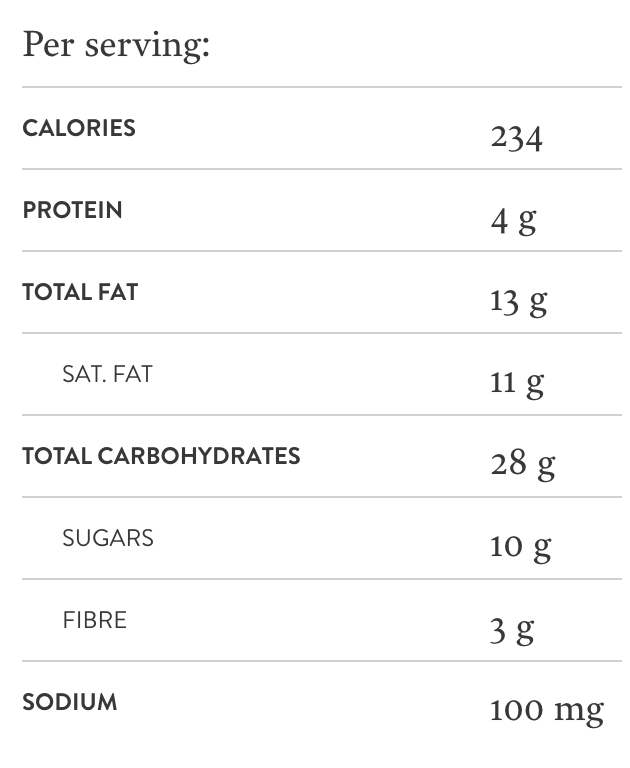 Per serving:
CALORIES 234
PROTEIN 4 g
TOTAL FAT 13 g
SAT. FAT 11 g
TOTAL CARBOHYDRATES 28 g
SUGARS 10 g
FIBRE 3 g
SODIUM 100 mg